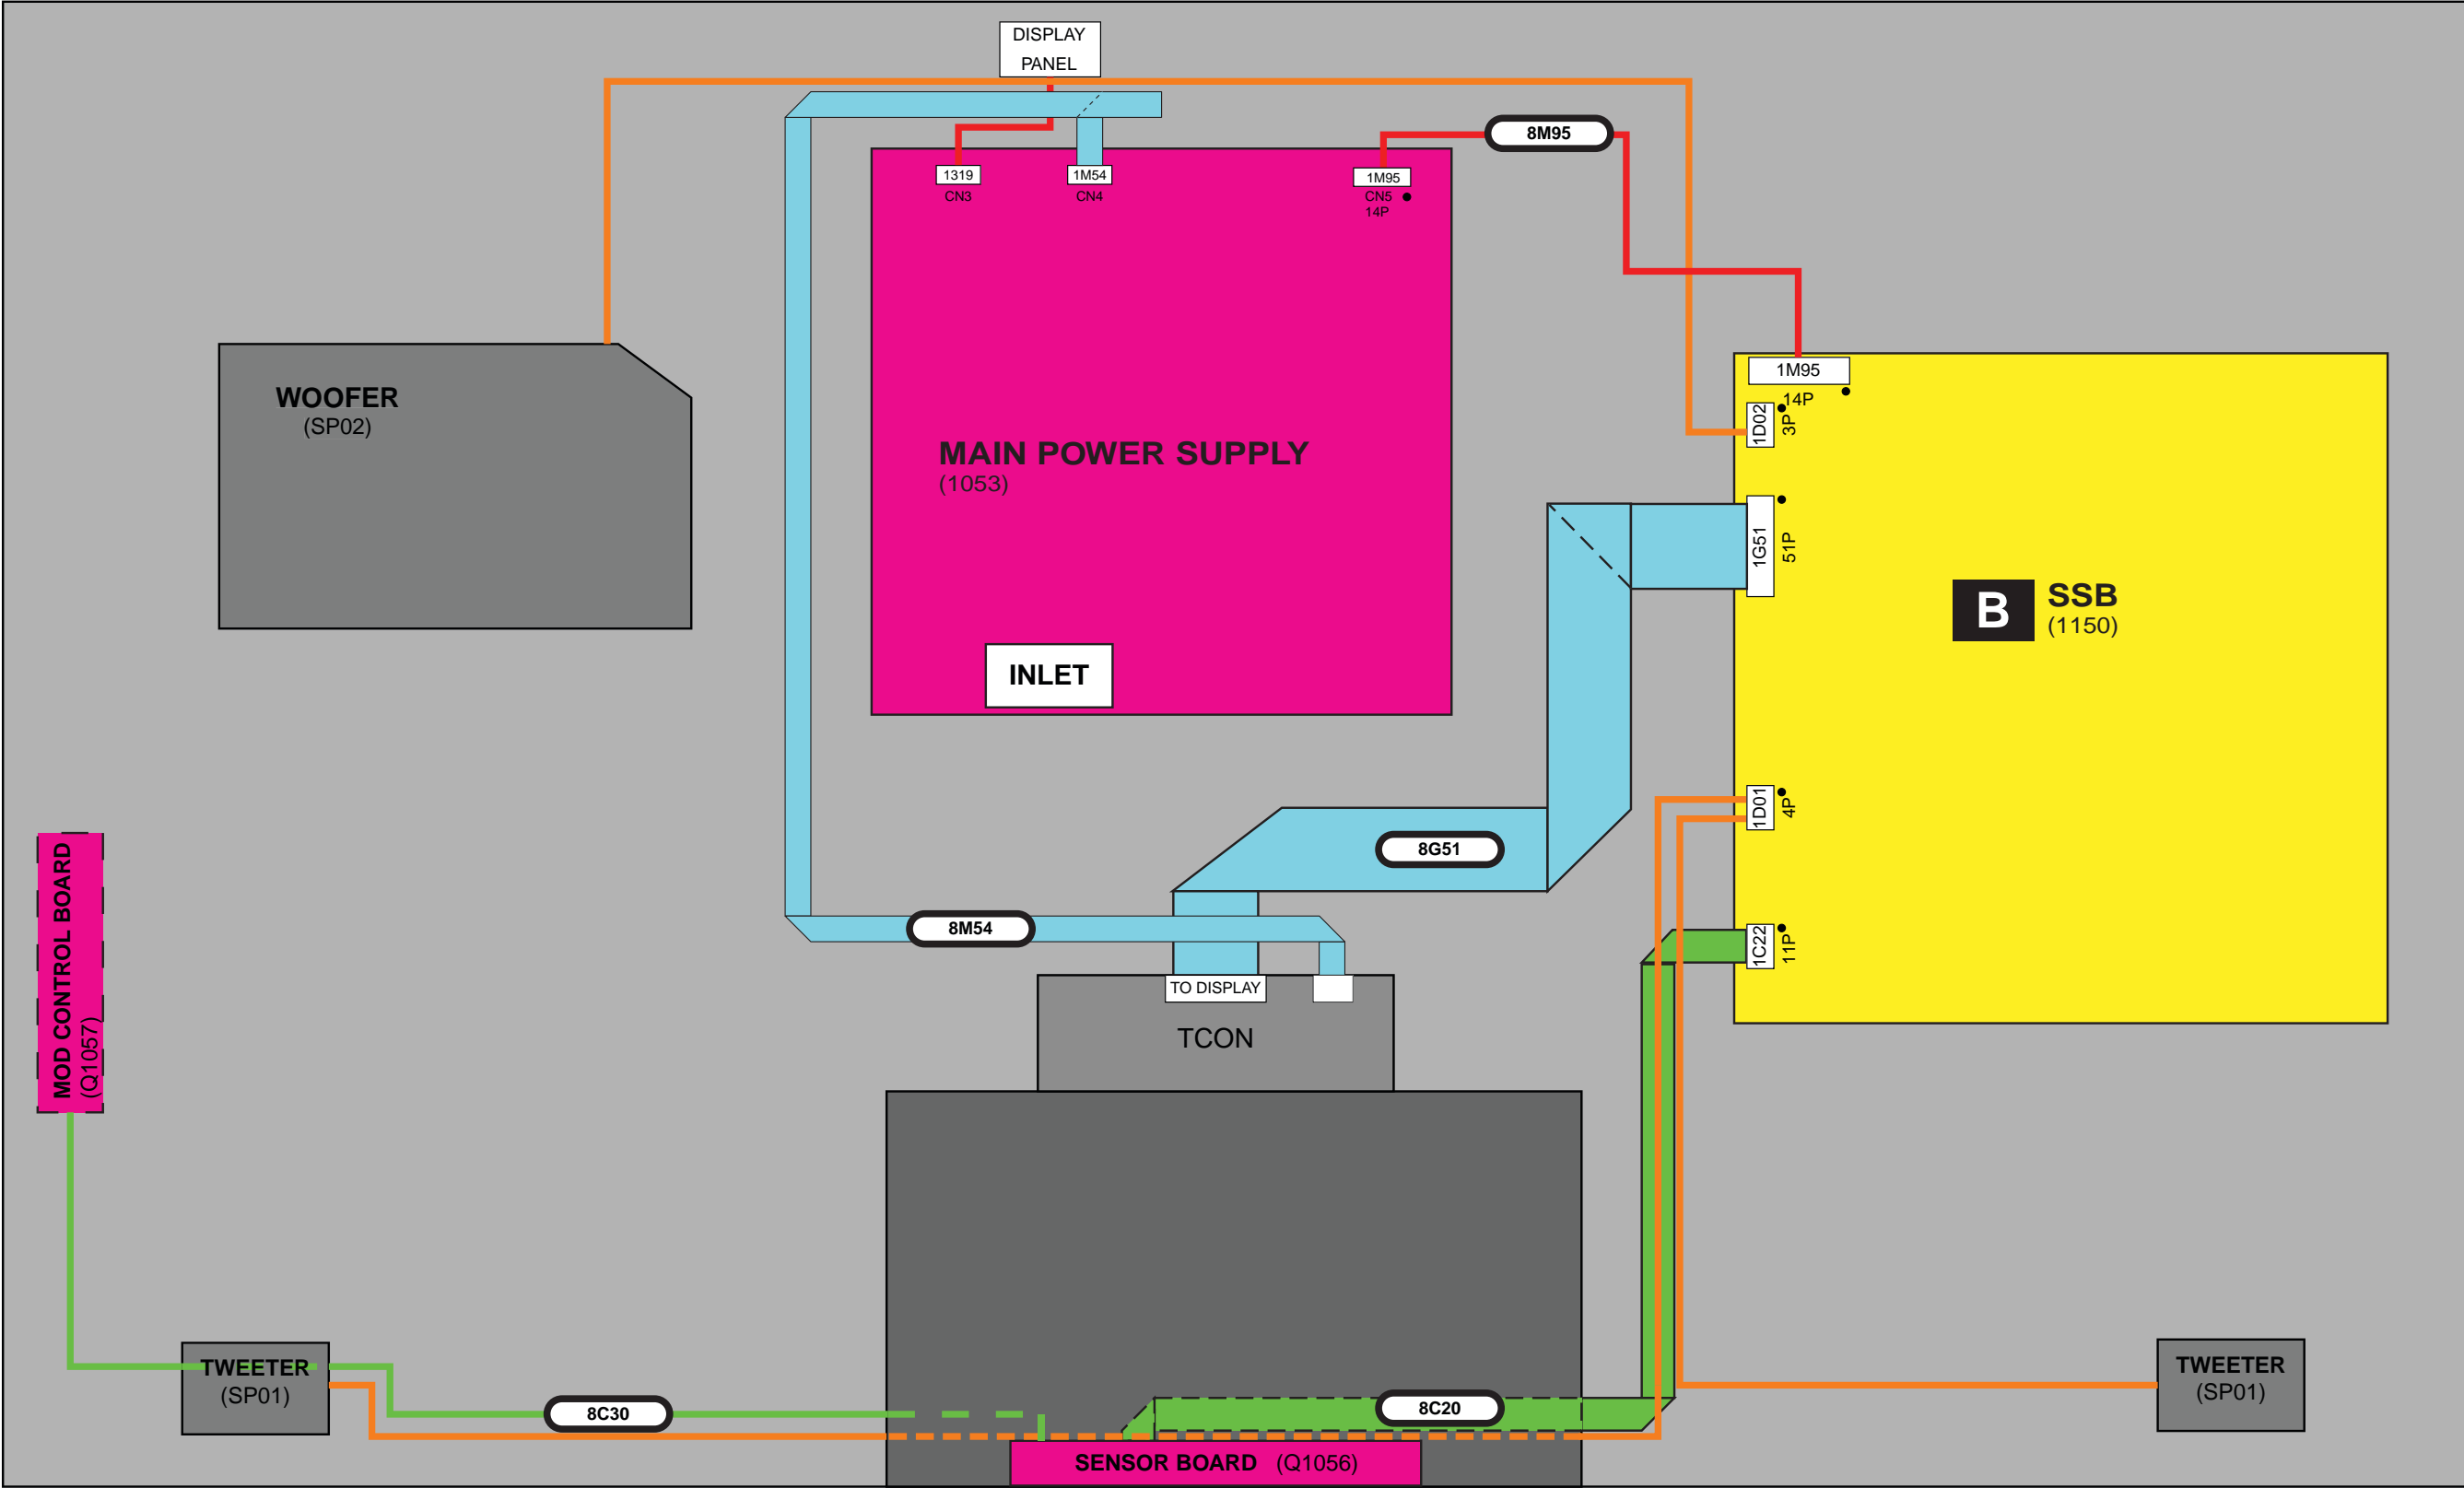 DISPLAY
PANEL
8M95
1319
CN3
1M54
CN4
1M95
CN5
14P
WOOFER
(SP02)
MAIN POWER SUPPLY
(1053)
INLET
1M95
14P
1D02
3P
1G51
51P
B
SSB
(1150)
1D01
4P
1C22
11P
8G51
8M54
TO DISPLAY
TCON
MOD CONTROL BOARD
(Q1057)
TWEETER
(SP01)
8C30
8C20
SENSOR BOARD (Q1056)
TWEETER
(SP01)